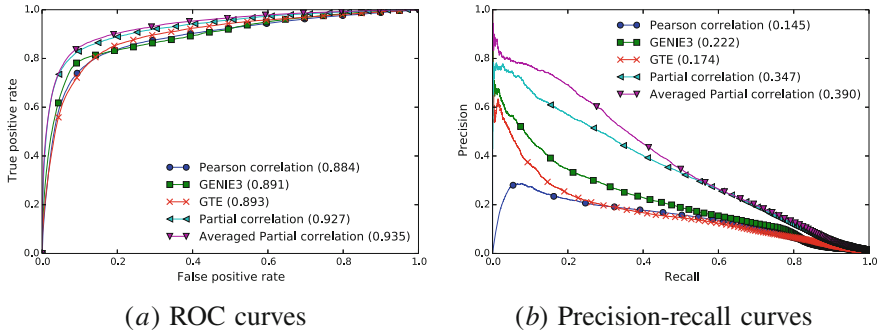 1.0
0.8
0.6
0.4
0.2
0.0
0.0 0.2 0.4 0.6 0.8 1.0
True positive rate
False positive rate
Pearson correlation (0.884)
GENIE3 (0.891)
GTE (0.893)
Partial correlation (0.927)
Averaged Partial correlation (0.935)
(a) ROC curves
1.0
0.8
0.6
0.4
0.2
0.0
0.0 0.2 0.4 0.6 0.8 1.0
Precision
Recall
Pearson correlation (0.145)
GENIE3 (0.222)
GTE (0.174)
Partial correlation (0.347)
Averaged Partial correlation (0.390)
(b) Precision-recall curves